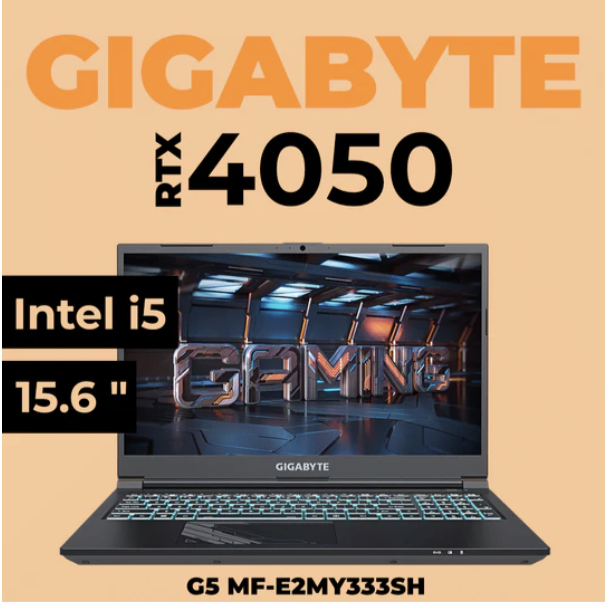 GIGABYTE
RTX 4050
Intel i5
GAMING
15.6 "
GIGABYTE
G5 MF-E2MY333SH